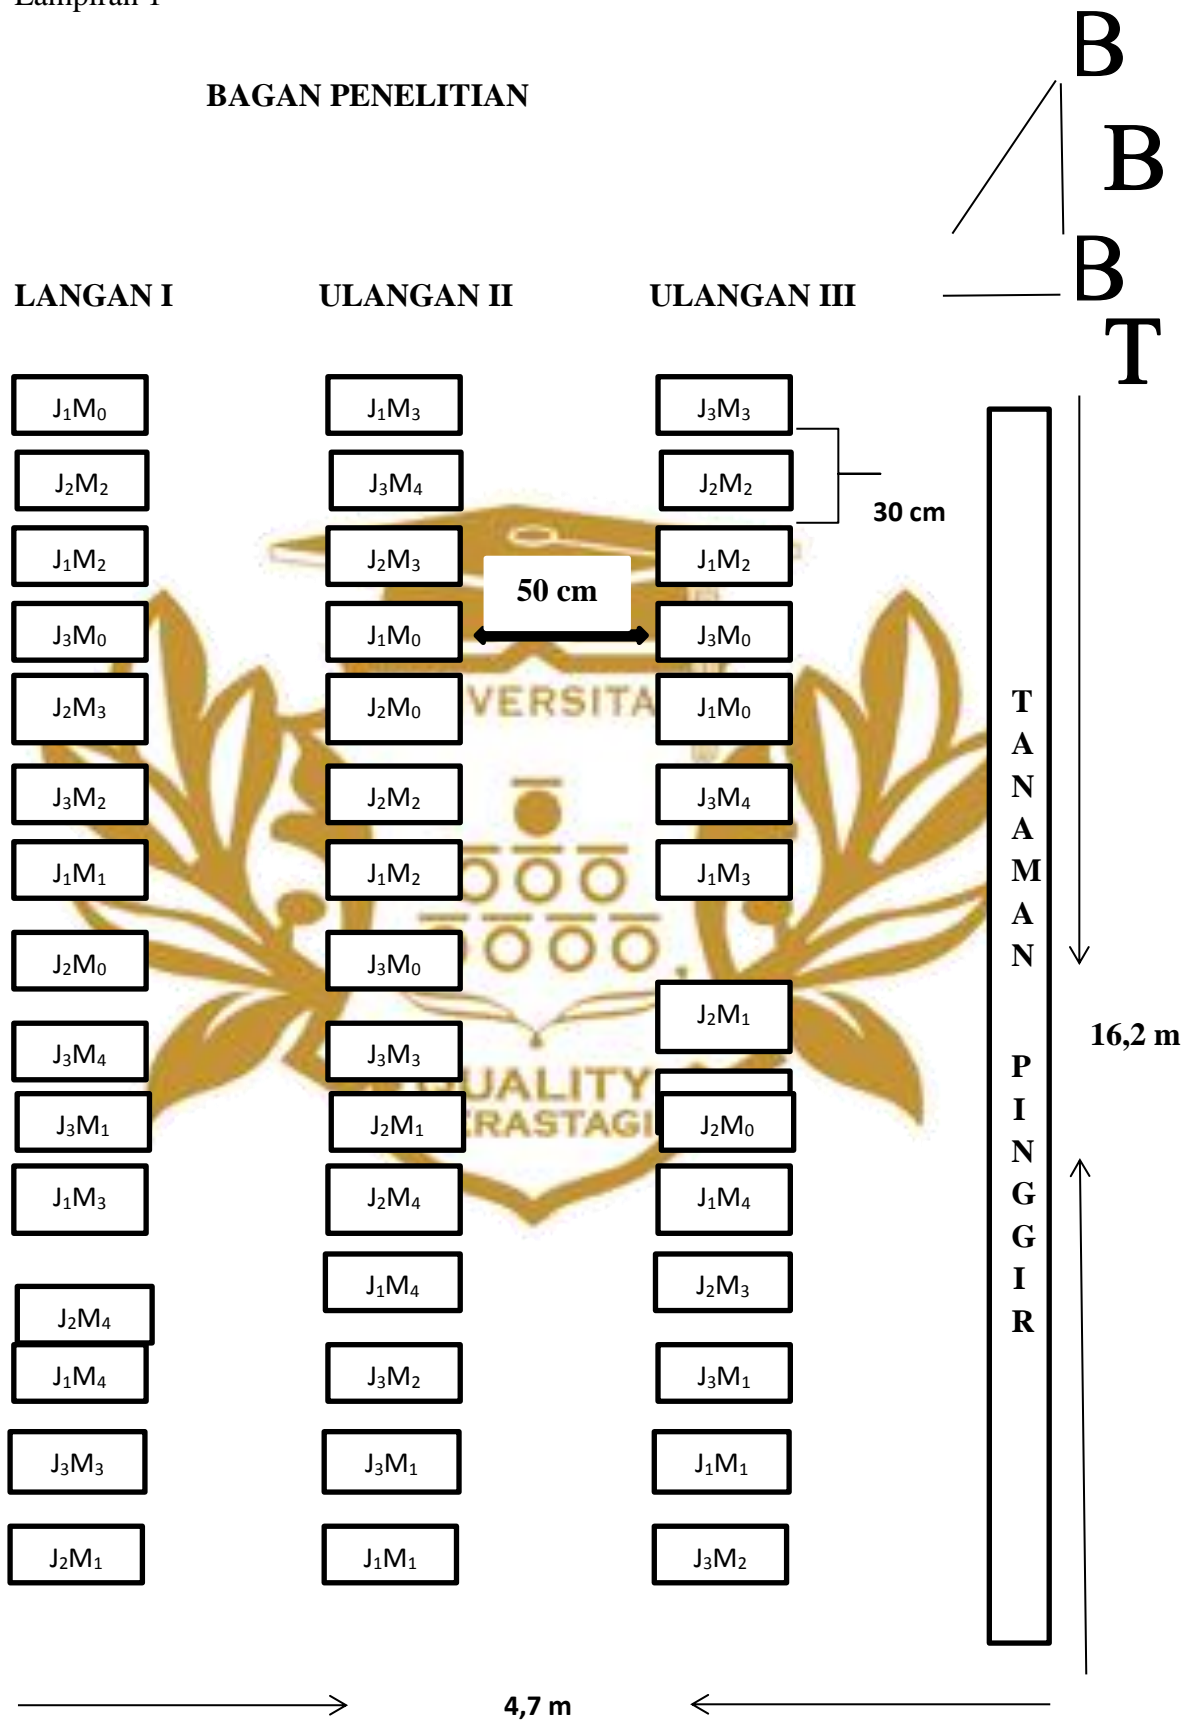 Lampiran 1
BAGAN PENELITIAN
B
B
B
T
LANGAN I ULANGAN II ULANGAN III
J₁M₀ J₁M₃ J₃M₃
J₂M₂ J₃M₄ J₂M₂
30 cm
J₁M₂ J₂M₃ J₁M₂
50 cm
J₃M₀ J₁M₀ J₃M₀
VERSITA
J₂M₃ J₂M₀ J₁M₀
J₃M₂ J₂M₂ J₃M₄
J₁M₁ J₁M₂ J₁M₃
J₂M₀ J₃M₀
J₂M₁
J₃M₄ J₃M₃
UALITY
ERASTAGI
J₃M₁ J₂M₁ J₂M₀
J₁M₃ J₂M₄ J₁M₄
J₁M₄ J₂M₃
J₂M₄
J₁M₄ J₃M₂ J₃M₁
J₃M₃ J₃M₁ J₁M₁
J₂M₁ J₁M₁ J₃M₂
TANAMAN PINGGIR
16,2 m
4,7 m